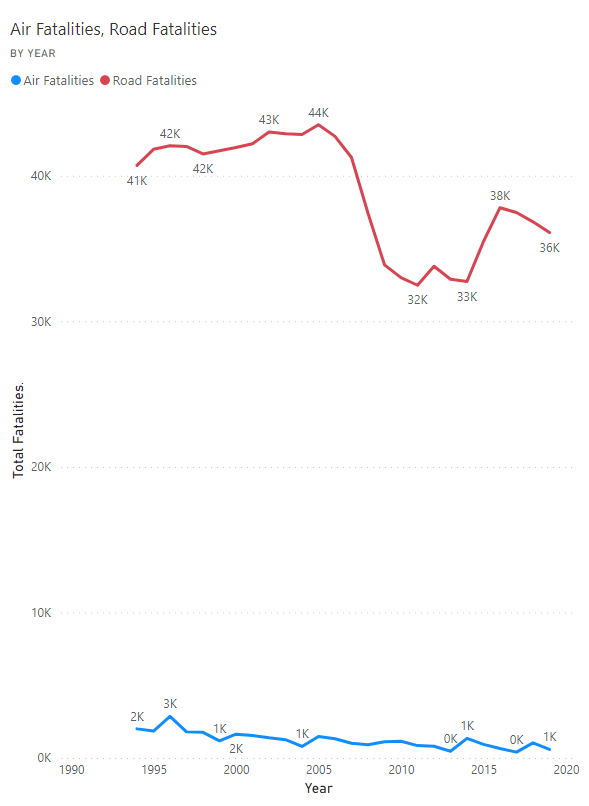 Air Fatalities, Road Fatalities
BY YEAR
Air Fatalities Road Fatalities
44K
43K
42K
41K
42K
40K
38K
36K
32K
33K
30K
Total Fatalities.
20K
10K
3K
2K
1K
2K
1K
0K
1K
0K
1K
0K
1990 1995 2000 2005 2010 2015 2020
Year